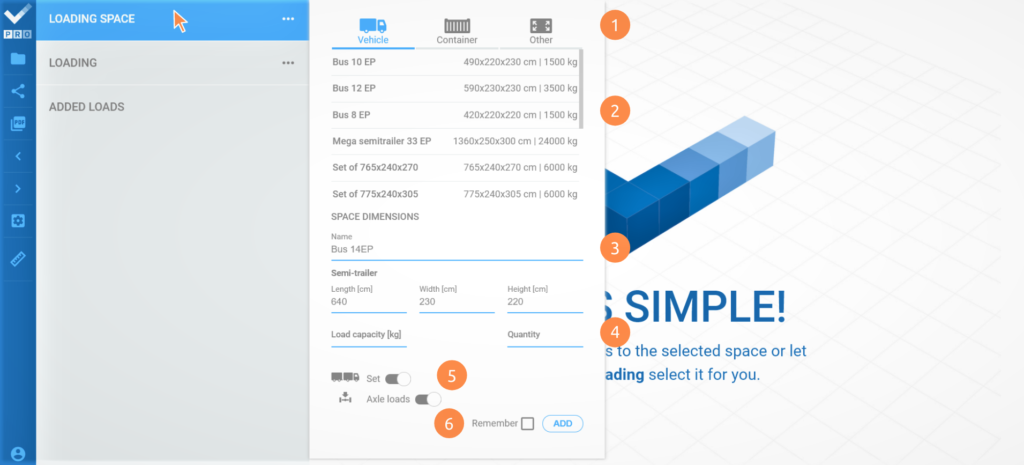 PRO
PDF
LOADING SPACE
LOADING
ADDED LOADS
Vehicle Container Other
1
Bus 10 EP 490x220x230 cm | 1500 kg
Bus 12 EP 590x230x230 cm | 3500 kg
2
Bus 8 EP 420x220x220 cm | 1500 kg
Mega semitrailer 33 EP 1360x250x300 cm | 24000 kg
Set of 765x240x270 765x240x270 cm | 6000 kg
Set of 775x240x305 775x240x305 cm | 6000 kg
SPACE DIMENSIONS
Name
3
Bus 14EP
Semi-trailer
Length [cm] Width [cm] Height [cm]
640 230 220
Load capacity [kg] Quantity
4
Set
5
Axle loads
6
Remember ADD
S SIMPLE!
s to the selected space or let
ading select it for you.